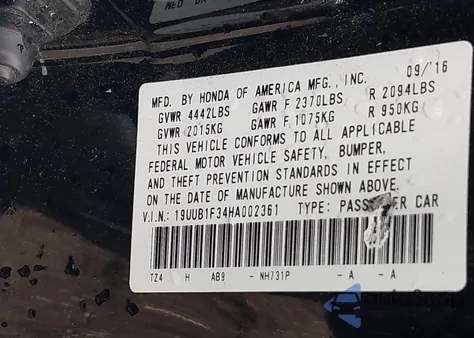 MFD. BY HONDA OF AMERICA MFG., INC. 09/'16
GVWR 4442LBS GAWR F 2370LBS R 2094LBS
GVWR 2015KG GAWR F 1075KG R 950KG
THIS VEHICLE CONFORMS TO ALL APPLICABLE
FEDERAL MOTOR VEHICLE SAFETY, BUMPER,
AND THEFT PREVENTION STANDARDS IN EFFECT
ON THE DATE OF MANUFACTURE SHOWN ABOVE.
V.I.N.: 19UUB1F34HA002361 TYPE: CAR
TZ4 H AB9 - NH731P - A - A